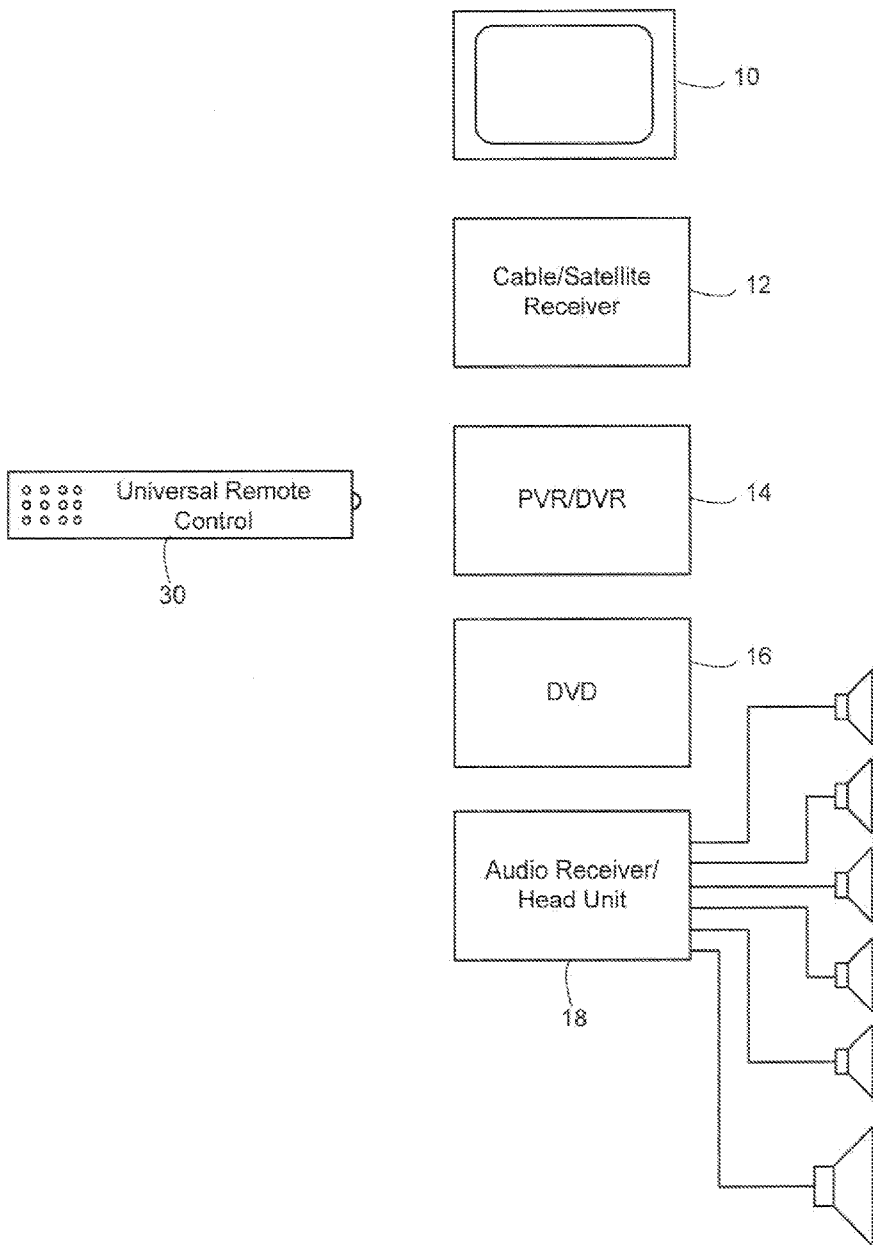 10
Cable/Satellite
Receiver
12
Universal Remote
Control
30
PVR/DVR
14
DVD
16
Audio Receiver/
Head Unit
18